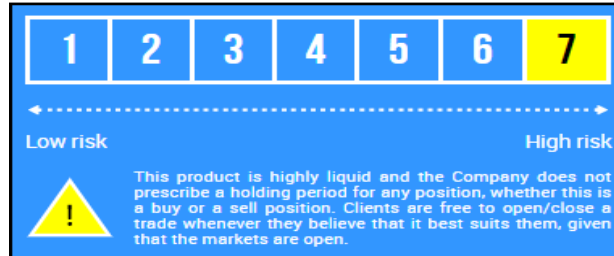 1 2 3 4 5 6 7
Low risk High risk
This product is highly liquid and the Company does not
prescribe a holding period for any position, whether this is
a buy or a sell position. Clients are free to open/close a
trade whenever they believe that it best suits them, given
that the markets are open.
!